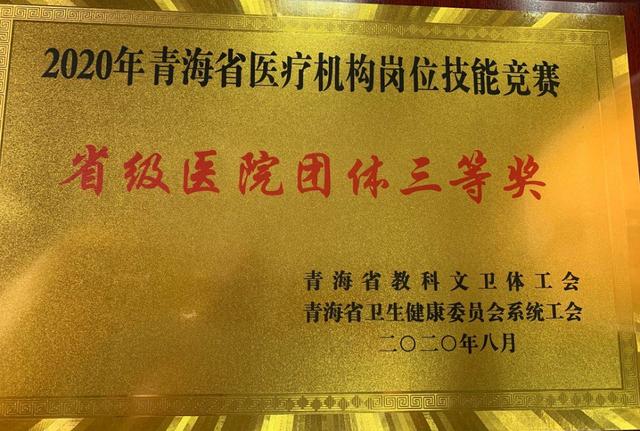 2020年青海省医疗机构岗位技能竞赛
省级医院团体三等奖
青海省教科文卫体工会
青海省卫生健康委员会系统工会
二〇二〇年八月